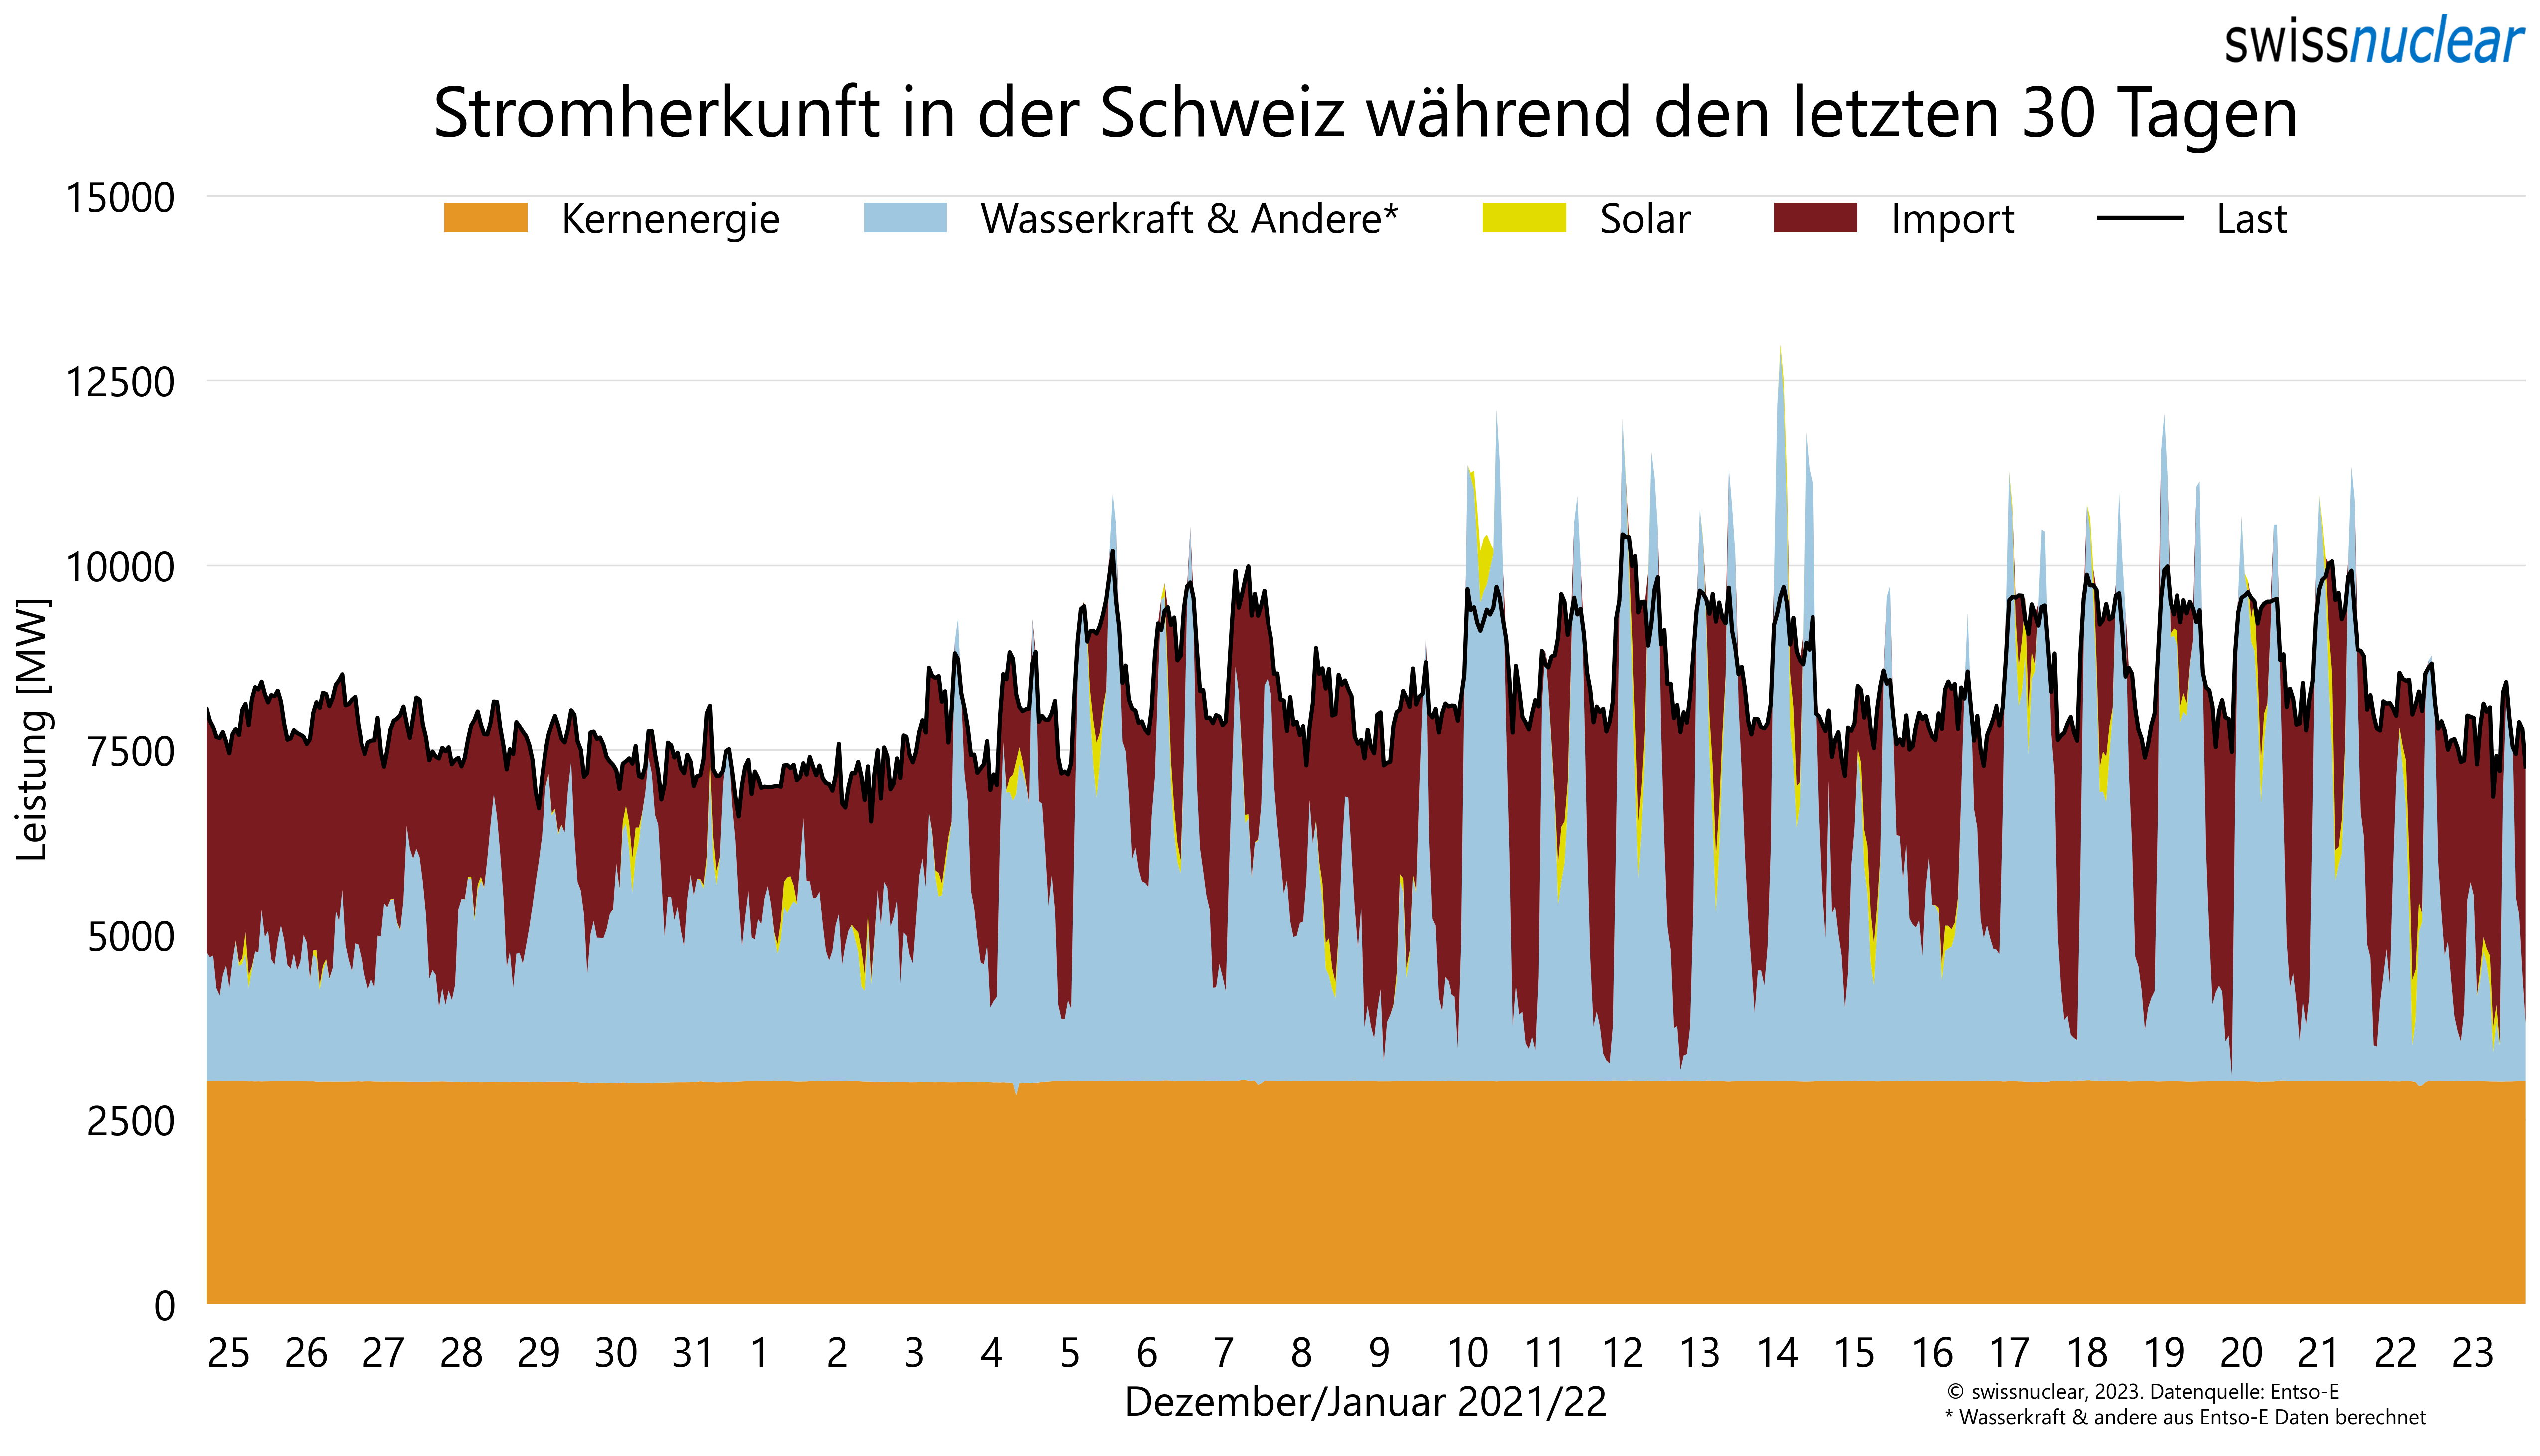 swissnuclear
Stromherkunft in der Schweiz während den letzten 30 Tagen
Kernenergie Wasserkraft & Andere* Solar Import Last
Leistung [MW]
15000
12500
10000
7500
5000
2500
0
25 26 27 28 29 30 31 1 2 3 4 5 6 7 8 9 10 11 12 13 14 15 16 17 18 19 20 21 22 23
Dezember/Januar 2021/22
© swissnuclear, 2023. Datenquelle: Entso-E
* Wasserkraft & andere aus Entso-E Daten berechnet